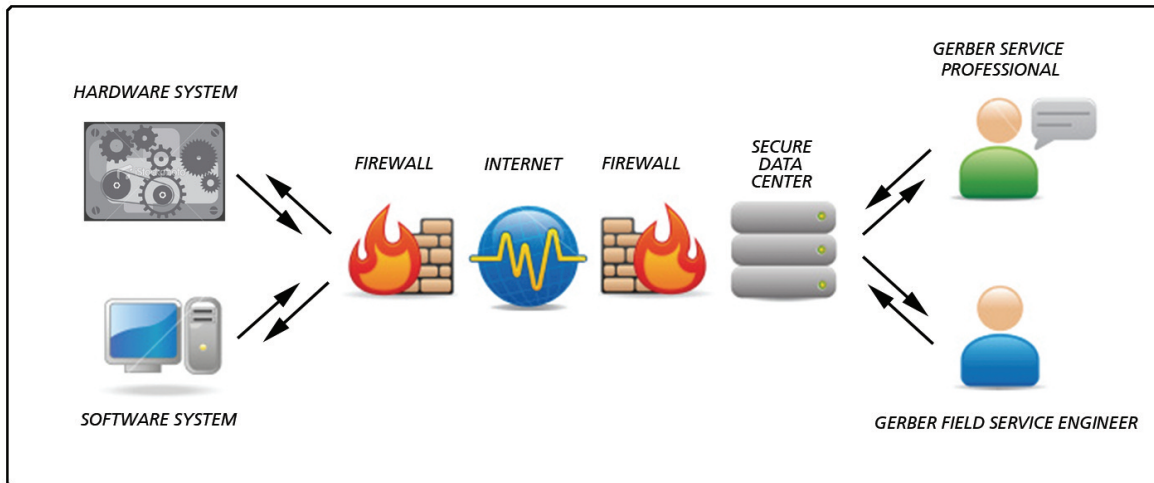 HARDWARE SYSTEM
FIREWALL
INTERNET
FIREWALL
SECURE
DATA
CENTER
GERBER SERVICE
PROFESSIONAL
SOFTWARE SYSTEM
GERBER FIELD SERVICE ENGINEER